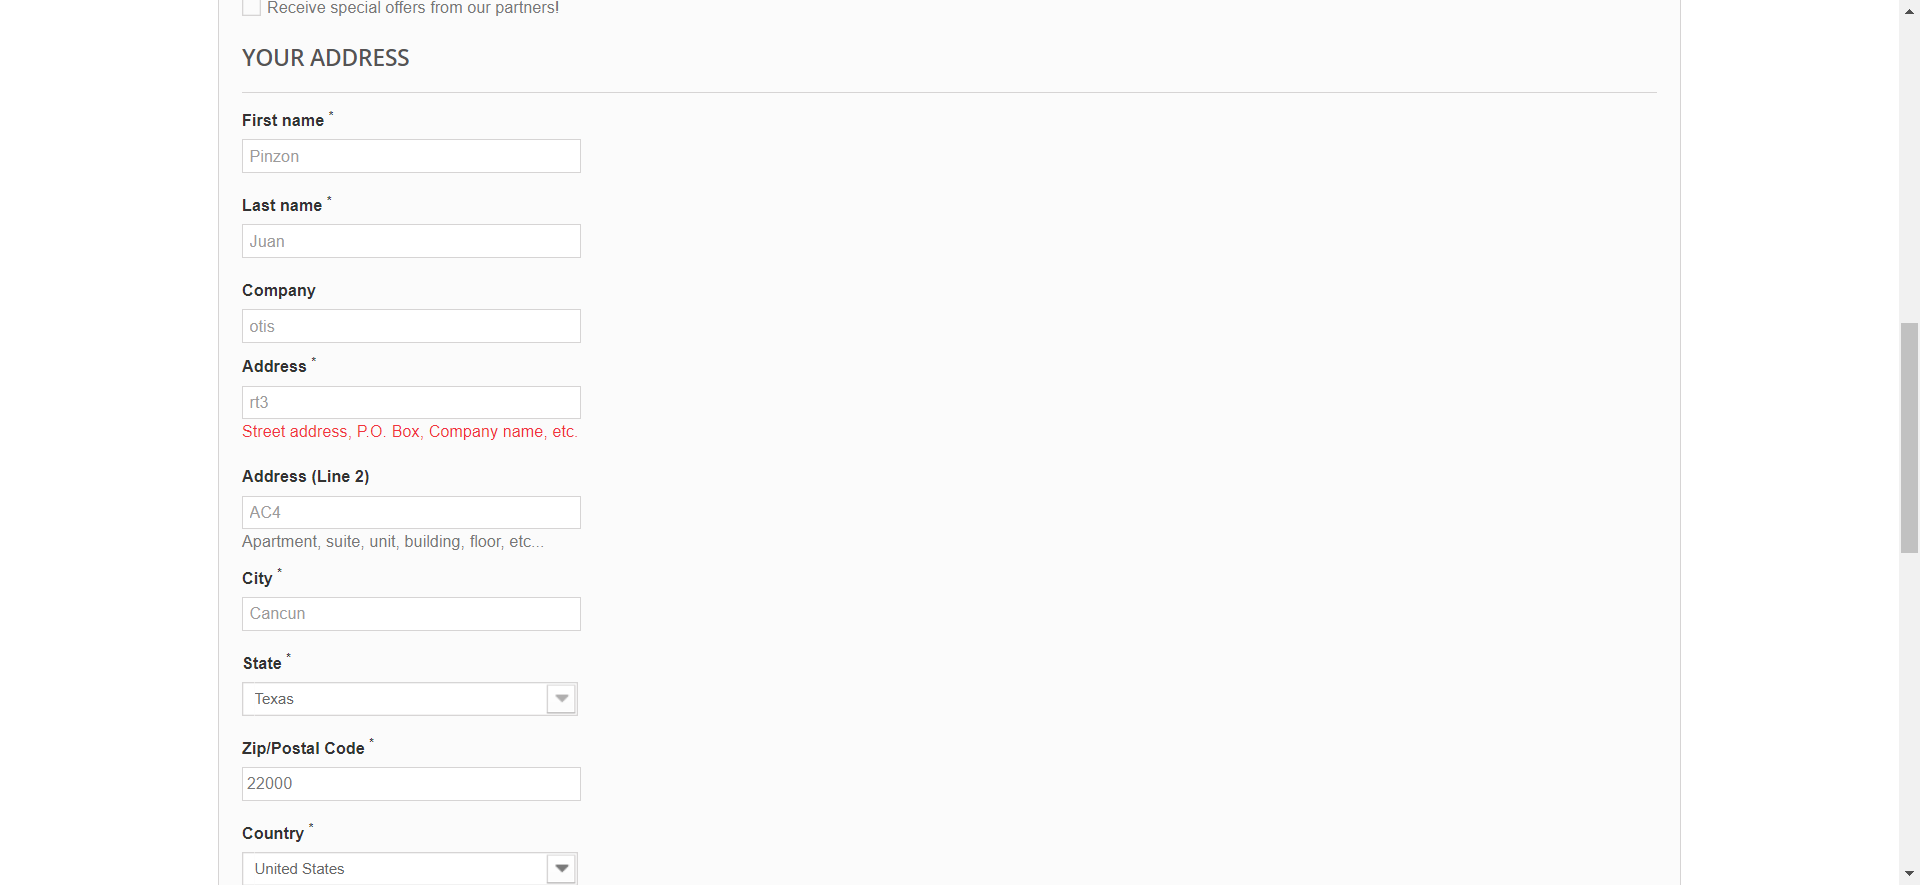 Receive special offers from our partners!
YOUR ADDRESS
First name *
Pinzon
Last name *
Juan
Company
otis
Address *
rt3
Street address, P.O. Box, Company name, etc.
Address (Line 2)
AC4
Apartment, suite, unit, building, floor, etc...
City *
Cancun
State *
Texas
Zip/Postal Code *
22000
Country *
United States